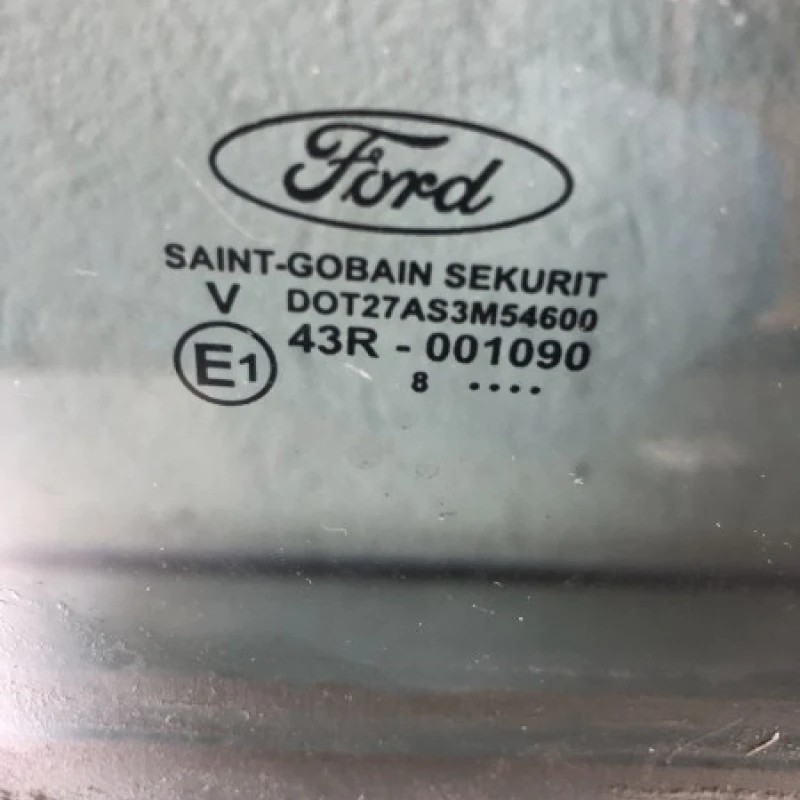 Ford
SAINT-GOBAIN SEKURIT
V DOT27AS3M54600
E1 43R - 001090
8 ....